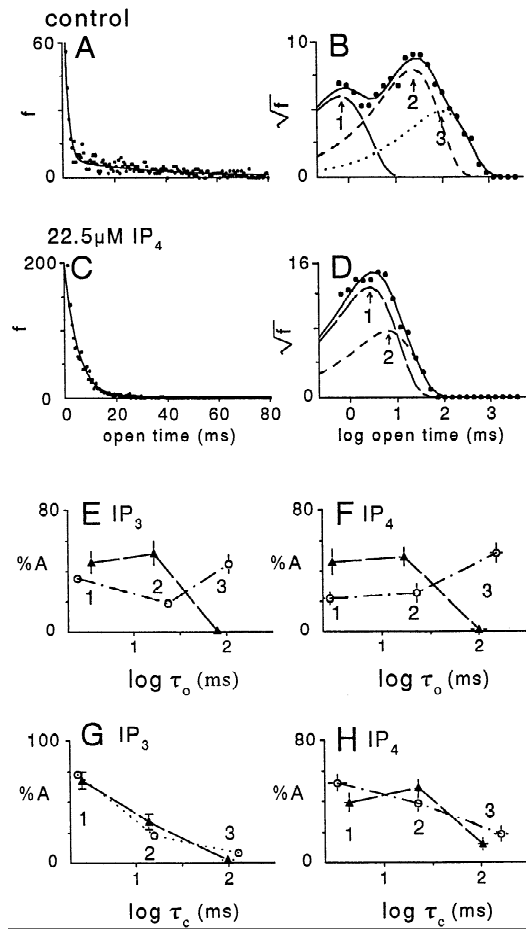 control
60
A
f
0
10
B
√f
1
2
3
0
22.5μM IP4
200
C
f
0
0 20 40 60 80
open time (ms)
16
D
√f
1
2
0
0 1 2 3
log open time (ms)
80
E IP3
%A
1 2 3
0
1 2
log τo (ms)
80
F IP4
%A
1 2 3
0
1 2
log τo (ms)
100
G IP3
%A
1 2 3
0
1 2
log τc (ms)
80
H IP4
%A
1 2 3
0
1 2
log τc (ms)